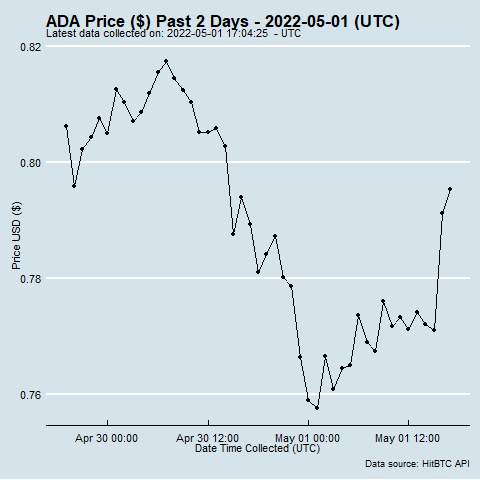 ADA Price ($) Past 2 Days - 2022-05-01 (UTC)
Latest data collected on: 2022-05-01 17:04:25  - UTC
0.82
0.80
0.78
0.76
Price USD ($)
Apr 30 00:00
Apr 30 12:00
May 01 00:00
May 01 12:00
Date Time Collected (UTC)
Data source: HitBTC API